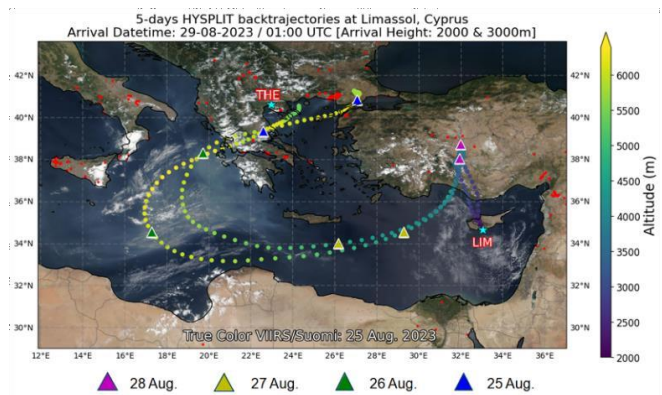 5-days HYSPLIT backtrajectories at Limassol, Cyprus
Arrival Datetime: 29-08-2023 / 01:00 UTC [Arrival Height: 2000 & 3000m]
42°N
40°N
38°N
36°N
34°N
32°N
30°N
THE
LIM
True Color VIIRS/Suomi: 25 Aug, 2023
12°E 14°E 16°E 18°E 20°E 22°E 24°E 26°E 28°E 30°E 32°E 34°E 36°E
6000
5500
5000
4500
4000
3500
3000
2500
2000
Altitude (m)
28 Aug. 27 Aug. 26 Aug. 25 Aug.